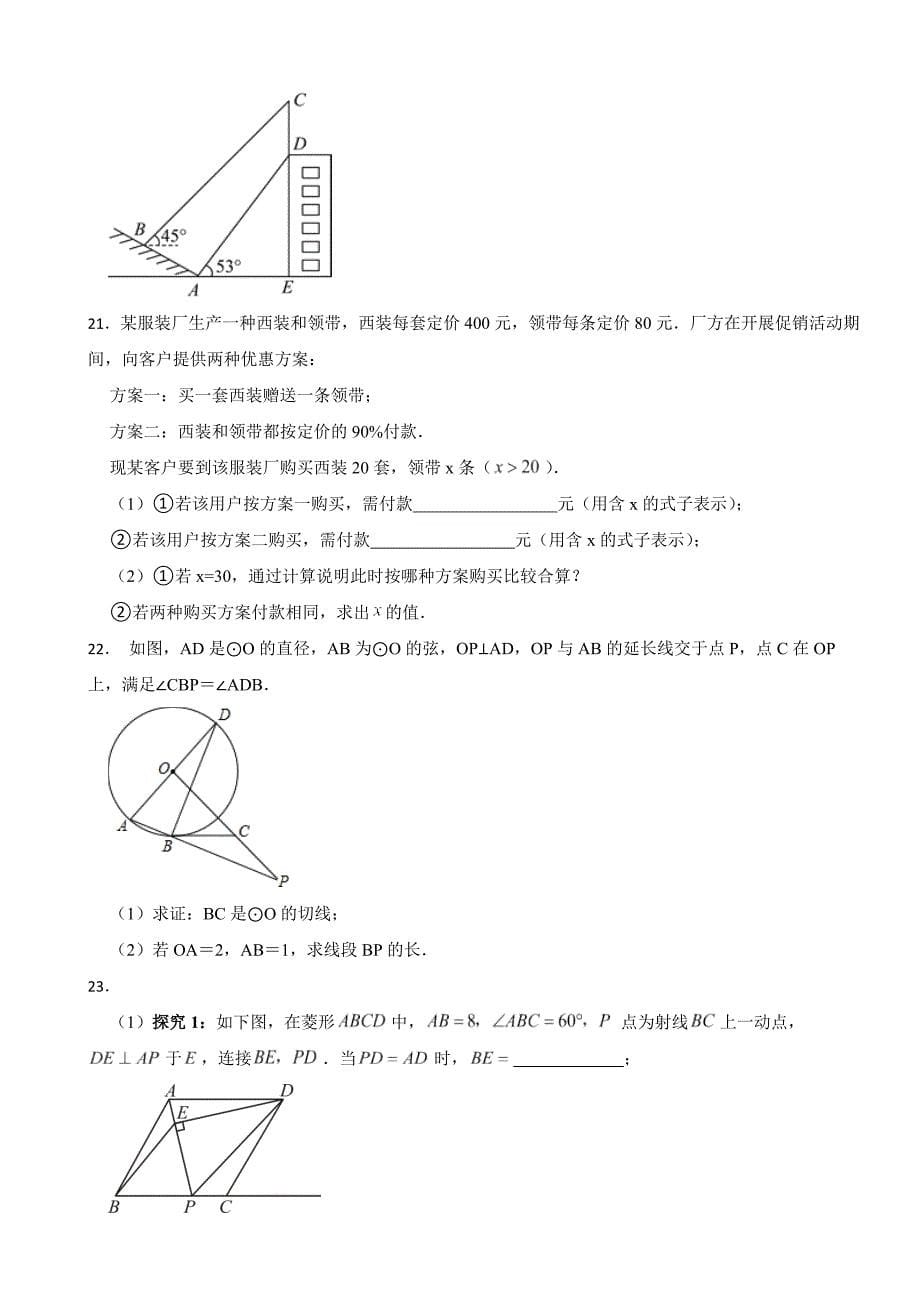 C
D
B
45°
53°
A
E
21．某服装厂生产一种西装和领带，西装每套定价 400 元，领带每条定价 80 元．厂方在开展促销活动期
间，向客户提供两种优惠方案：
方案一：买一套西装赠送一条领带；
方案二：西装和领带都按定价的 90%付款．
现某客户要到该服装厂购买西装 20 套，领带 x 条（x > 20）．
（1）①若该用户按方案一购买，需付款_________________元（用含 x 的式子表示）；
②若该用户按方案二购买，需付款_________________元（用含 x 的式子表示）；
（2）①若 x=30，通过计算说明此时按哪种方案购买比较合算？
②若两种购买方案付款相同，求出 x 的值．
22． 如图，AD 是⊙O 的直径，AB 为⊙O 的弦，OP⊥AD，OP 与 AB 的延长线交于点 P，点 C 在 OP
上，满足∠CBP＝∠ADB．
D
O
A
B
C
P
（1）求证：BC 是⊙O 的切线；
（2）若 OA＝2，AB＝1，求线段 BP 的长．
23．
（1）探究 1：如下图，在菱形 ABCD 中，AB = 8，∠ABC = 60°，P 点为射线 BC 上一动点，
DE ⊥ AP 于 E，连接 BE，PD．当 PD = AD 时，BE = _____________；
A
D
E
B
P
C